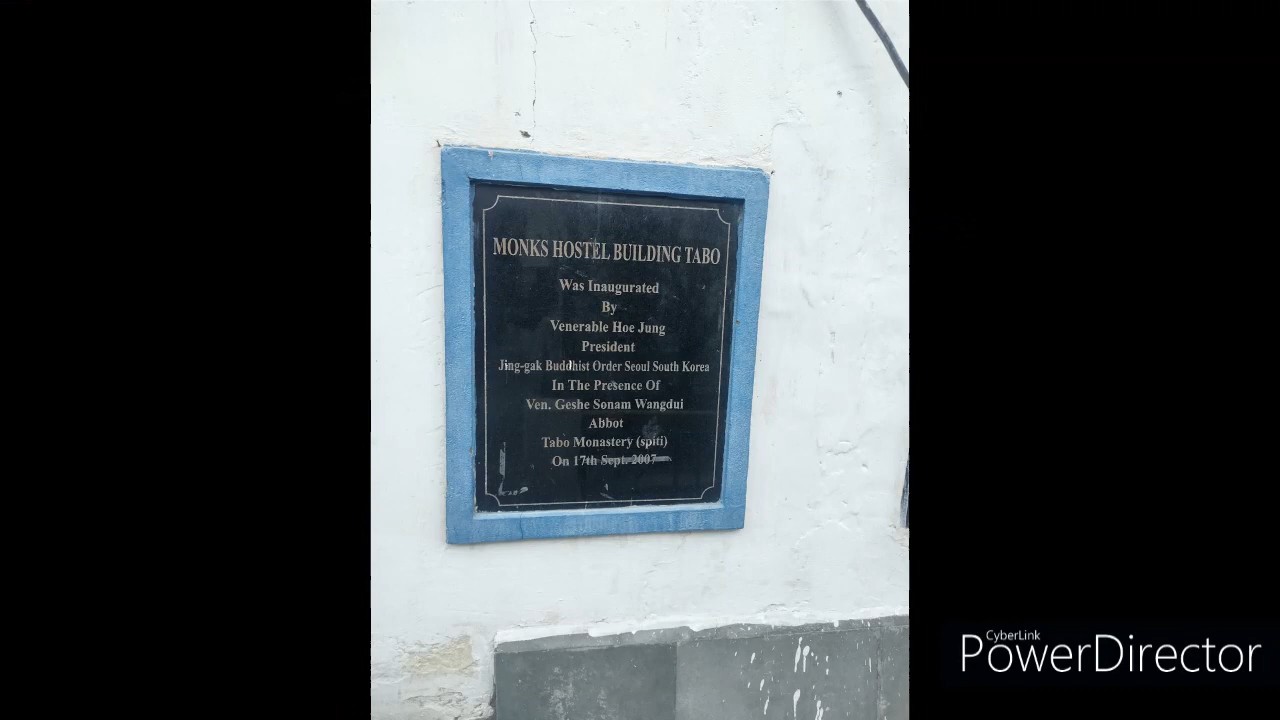 MONKS HOSTEL BUILDING TABO
Was Inaugurated
By
Venerable Hoe Jung
President
Jing-gak Buddhist Order Seoul South Korea
In The Presence Of
Ven. Geshe Sonam Wangdui
Abbot
Tabo Monastery (spiti)
On 17th Sept. 2007
CyberLink
PowerDirector